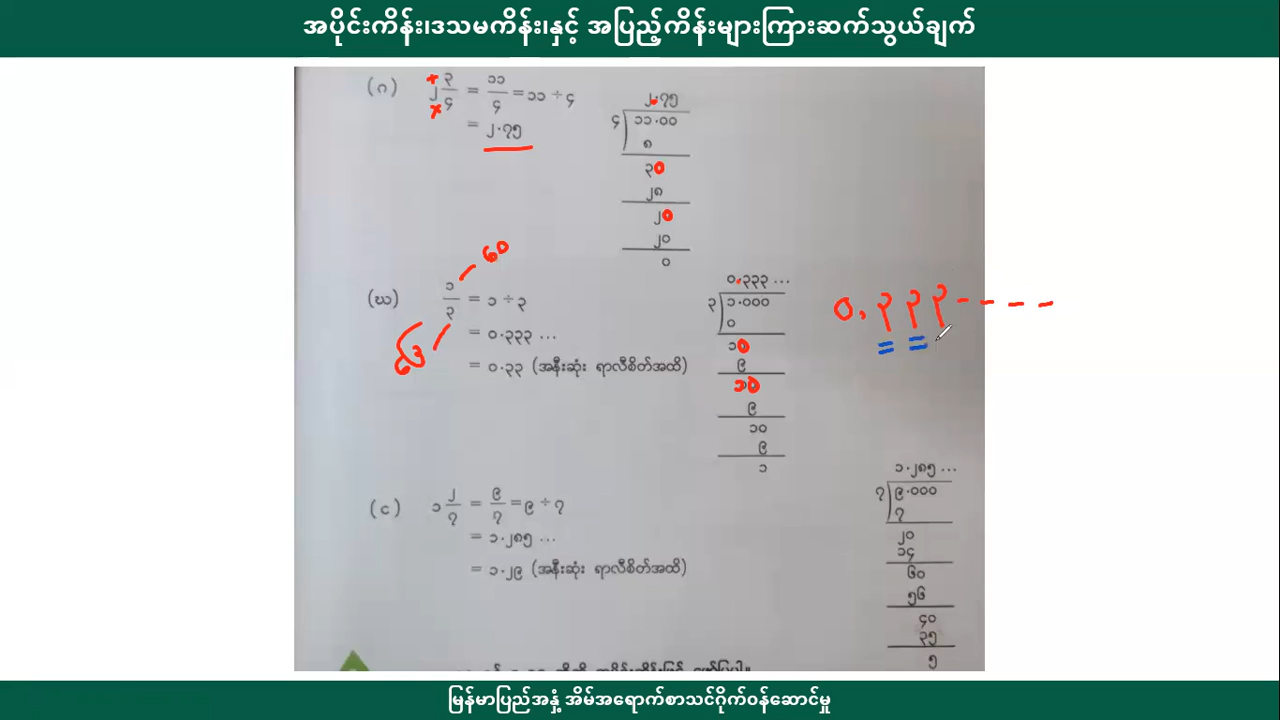 အပိုင်းကိန်း၊ဒသမကိန်း၊နှင့် အပြည့်ကိန်းများကြားဆက်သွယ်ချက်
(ဂ) ၂ ၃/၄ = ၁၁/၄ = ၁၁ ÷ ၄
= ၂.၇၅
၂.၇၅
၄ ၁၁.၀၀
၈
၃၀
၂၈
၂၀
၂၀
၀
(ဃ) ၁/၃ = ၁ ÷ ၃
= ၀.၃၃၃ ...
= ၀.၃၃ (အနီးဆုံး ရာလီစိတ်အထိ)
၀.၃၃၃ ...
၃ ၁.၀၀၀
၀
၁၀
၉
၁၀
၉
၁၀
၉
၁
၀.၃၃၃ - - - -
(င) ၁ ၂/၇ = ၉/၇ = ၉ ÷ ၇
= ၁.၂၈၅ ...
= ၁.၂၉ (အနီးဆုံး ရာလီစိတ်အထိ)
၁.၂၈၅ ...
၇ ၉.၀၀၀
၇
၂၀
၁၄
၆၀
၅၆
၄၀
၃၅
၅
မြန်မာပြည်အနှံ့ အိမ်အရောက်စာသင်ဂိုက်ဝန်ဆောင်မှု